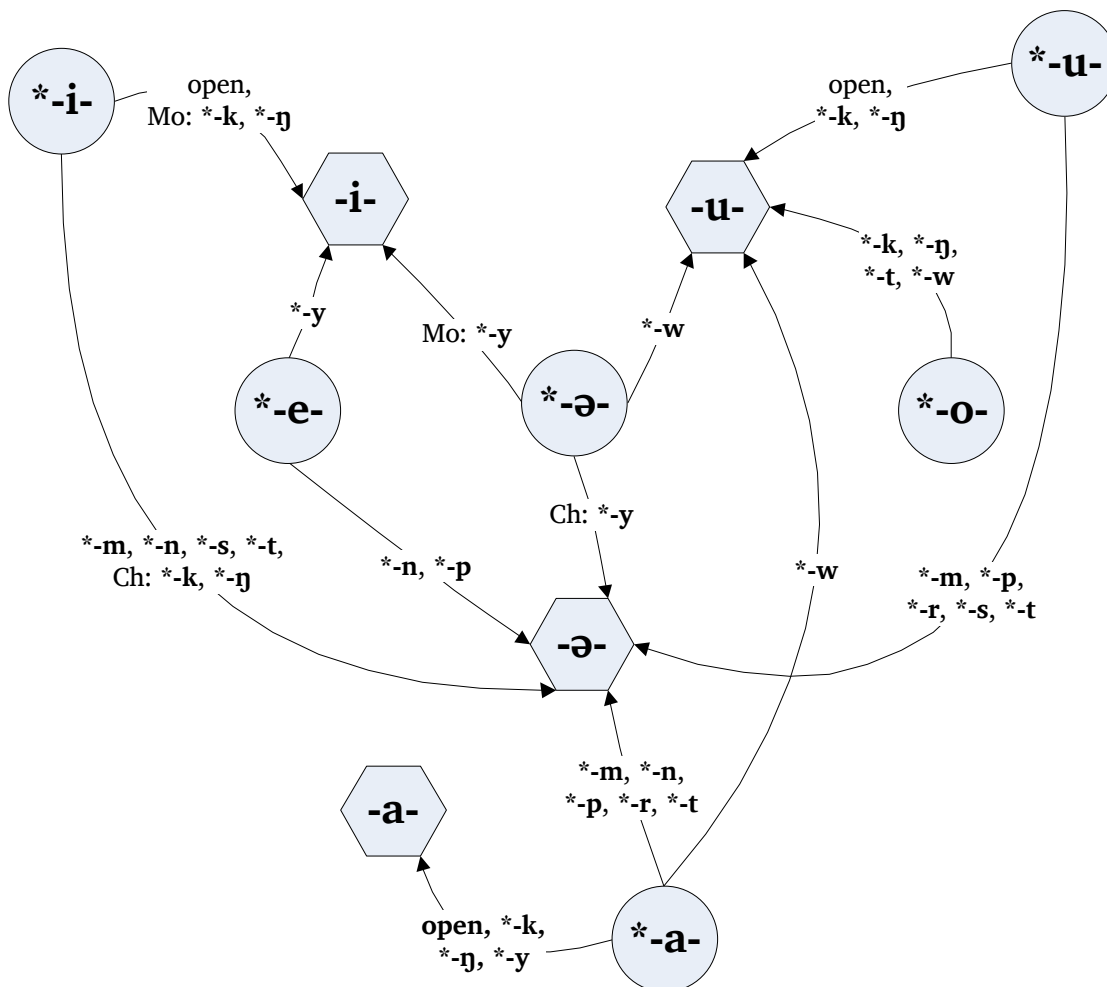 *-i-
open,
Mo: *-k, *-ŋ
open,
*-k, *-ŋ
*-u-
-i-
-u-
*-k, *-ŋ,
*-t, *-w
*-y
Mo: *-y
*-w
*-e-
*-ə-
*-o-
Ch: *-y
*-m, *-n, *-s, *-t,
Ch: *-k, *-ŋ
*-n, *-p
*-w
*-m, *-p,
*-r, *-s, *-t
-ə-
*-m, *-n,
*-p, *-r, *-t
-a-
open, *-k,
*-ŋ, *-y
*-a-